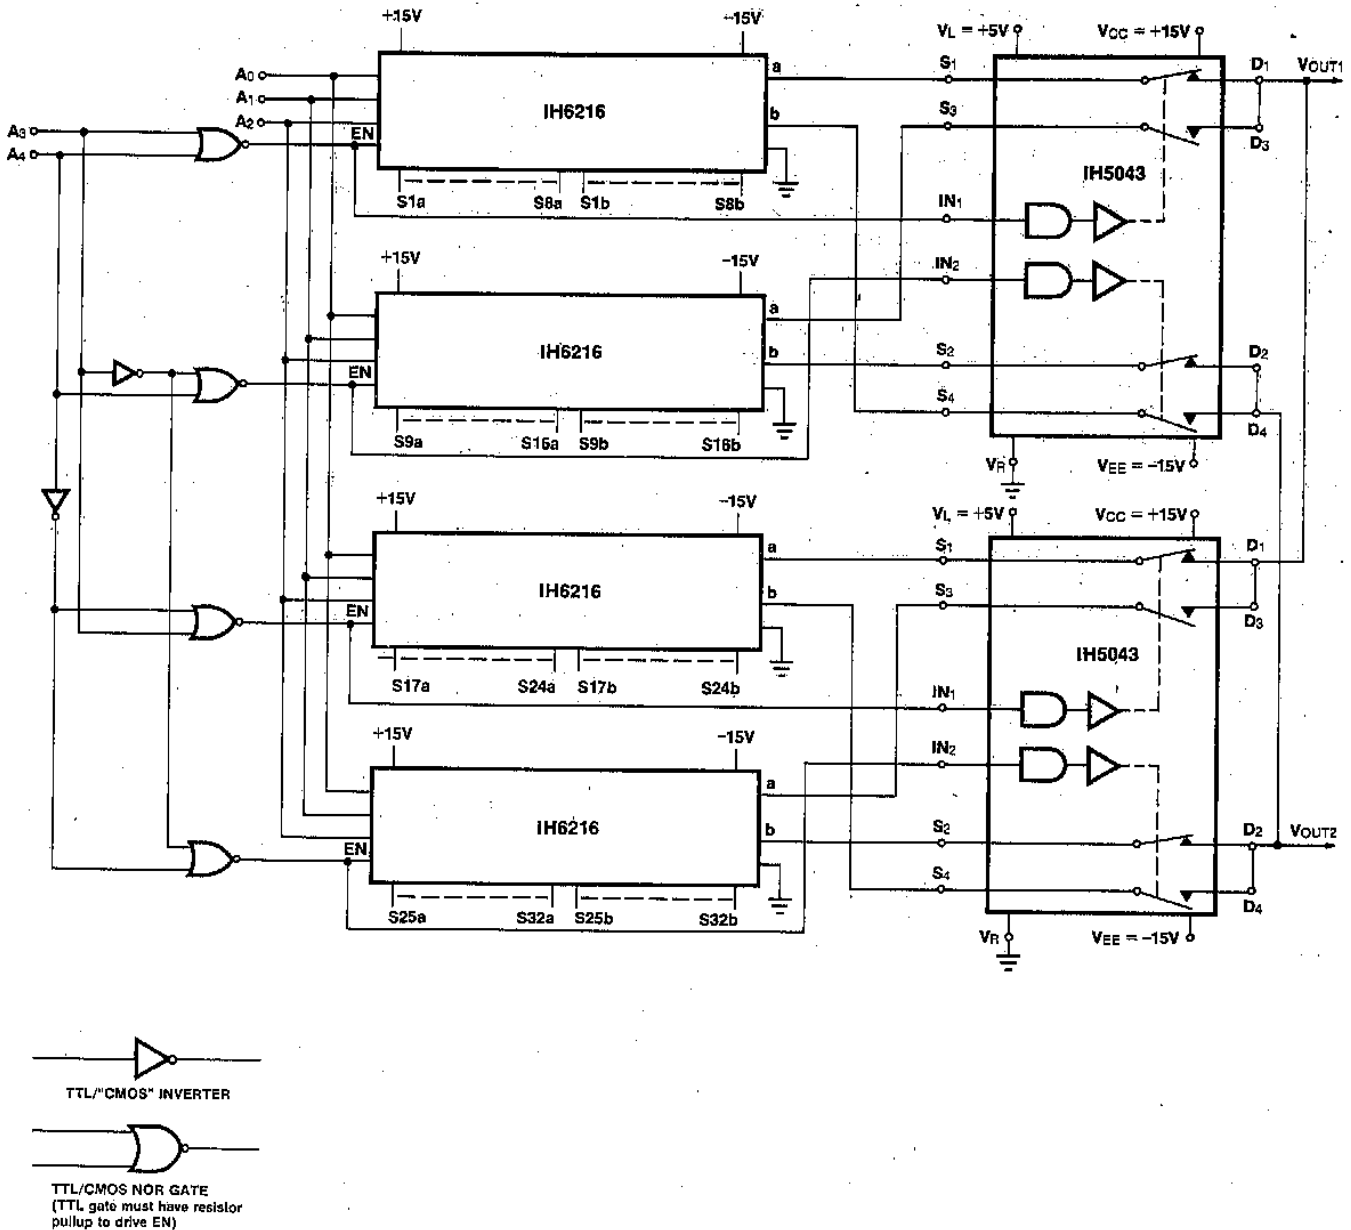 +15V
−15V
VL = +5V
VCC = +15V
A0
A1
A2
A3
A4
EN
IH6216
a
b
S1a
S8a
S1b
S8b
S1
S3
D1
VOUT1
D3
IH5043
IN1
IN2
+15V
−15V
EN
IH6216
a
b
S9a
S16a
S9b
S16b
S2
S4
D2
D4
VR
VEE = −15V
+15V
−15V
VL = +5V
VCC = +15V
EN
IH6216
a
b
S17a
S24a
S17b
S24b
S1
S3
D1
D3
IH5043
IN1
IN2
+15V
−15V
EN
IH6216
a
b
S25a
S32a
S25b
S32b
S2
S4
D2
VOUT2
D4
VR
VEE = −15V
TTL/"CMOS" INVERTER
TTL/CMOS NOR GATE
(TTL gate must have resistor
pullup to drive EN)